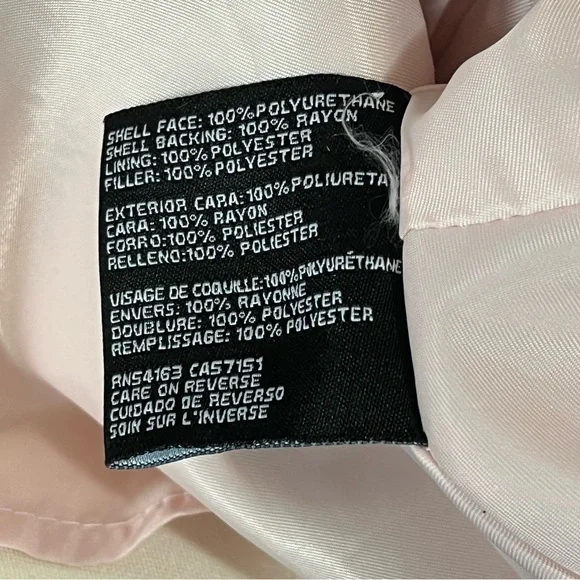 SHELL FACE: 100%POLYURETHANE
SHELL BACKING: 100% RAYON
LINING: 100% POLYESTER
FILLER: 100% POLYESTER
EXTERIOR CARA: 100%POLIURETA
CARA: 100% RAYON
FORRO:100% POLIESTER
RELLENO:100% POLIESTER
VISAGE DE COQUILLE:100%POLYURÉTHANE
ENVERS: 100% RAYONNE
DOUBLURE: 100% POLYESTER
REMPLISSAGE: 100% POLYESTER
RN54163 CA57151
CARE ON REVERSE
CUIDADO DE REVERSO
SOIN SUR L'INVERSE